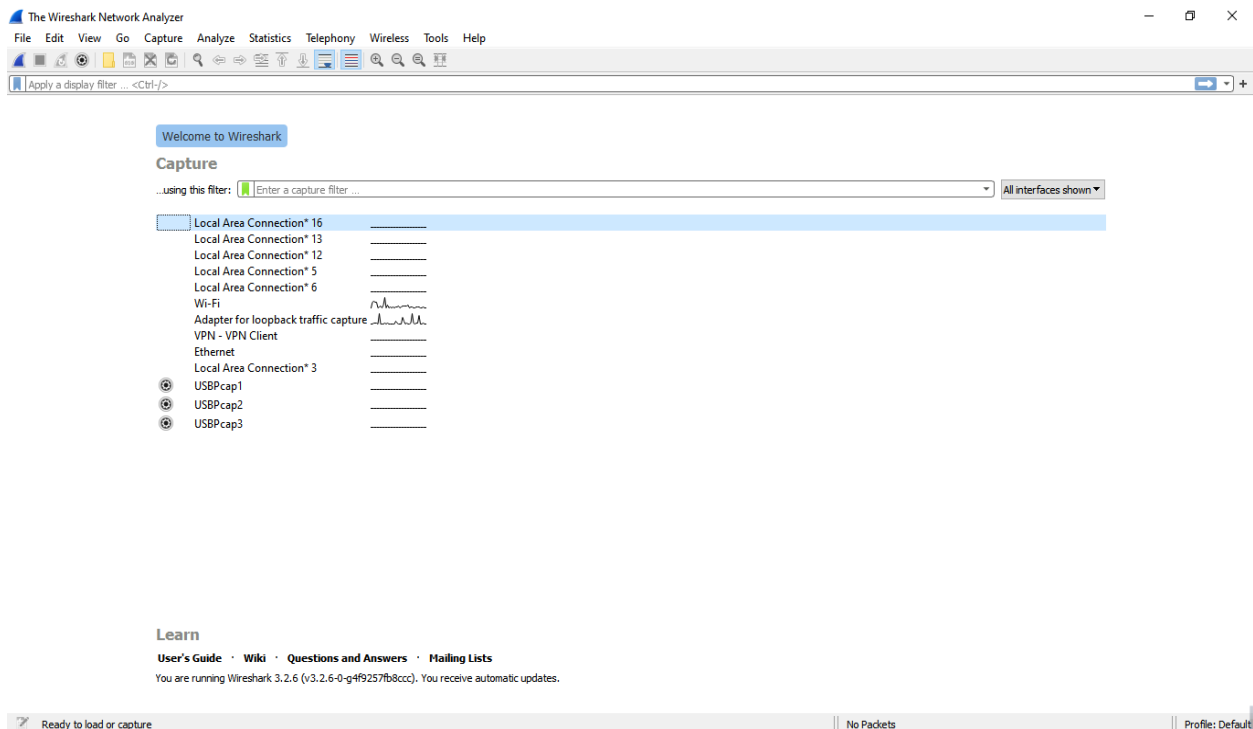 The Wireshark Network Analyzer
File Edit View Go Capture Analyze Statistics Telephony Wireless Tools Help
Apply a display filter ... <Ctrl-/>
+
Welcome to Wireshark
Capture
...using this filter: Enter a capture filter ... All interfaces shown
Local Area Connection* 16
Local Area Connection* 13
Local Area Connection* 12
Local Area Connection* 5
Local Area Connection* 6
Wi-Fi
Adapter for loopback traffic capture
VPN - VPN Client
Ethernet
Local Area Connection* 3
USBPcap1
USBPcap2
USBPcap3
Learn
User's Guide · Wiki · Questions and Answers · Mailing Lists
You are running Wireshark 3.2.6 (v3.2.6-0-g4f9257fb8ccc). You receive automatic updates.
Ready to load or capture No Packets Profile: Default